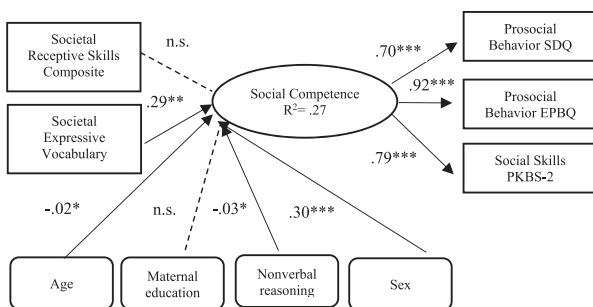 Societal
Receptive Skills
Composite
n.s.
.70***
Prosocial
Behavior SDQ
Societal
Expressive
Vocabulary
.29**
Social Competence
R²= .27
.92***
Prosocial
Behavior EPBQ
.79***
Social Skills
PKBS-2
-.02*
n.s.
-.03*
.30***
Age
Maternal
education
Nonverbal
reasoning
Sex